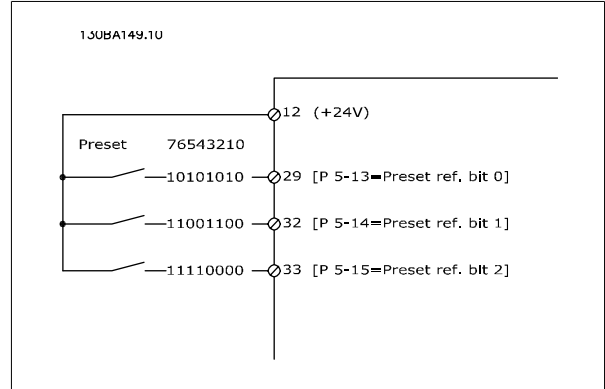 130BA149.10
12 (+24V)
Preset 76543210
10101010 29 [P 5-13=Preset ref. bit 0]
11001100 32 [P 5-14=Preset ref. bit 1]
11110000 33 [P 5-15=Preset ref. bit 2]